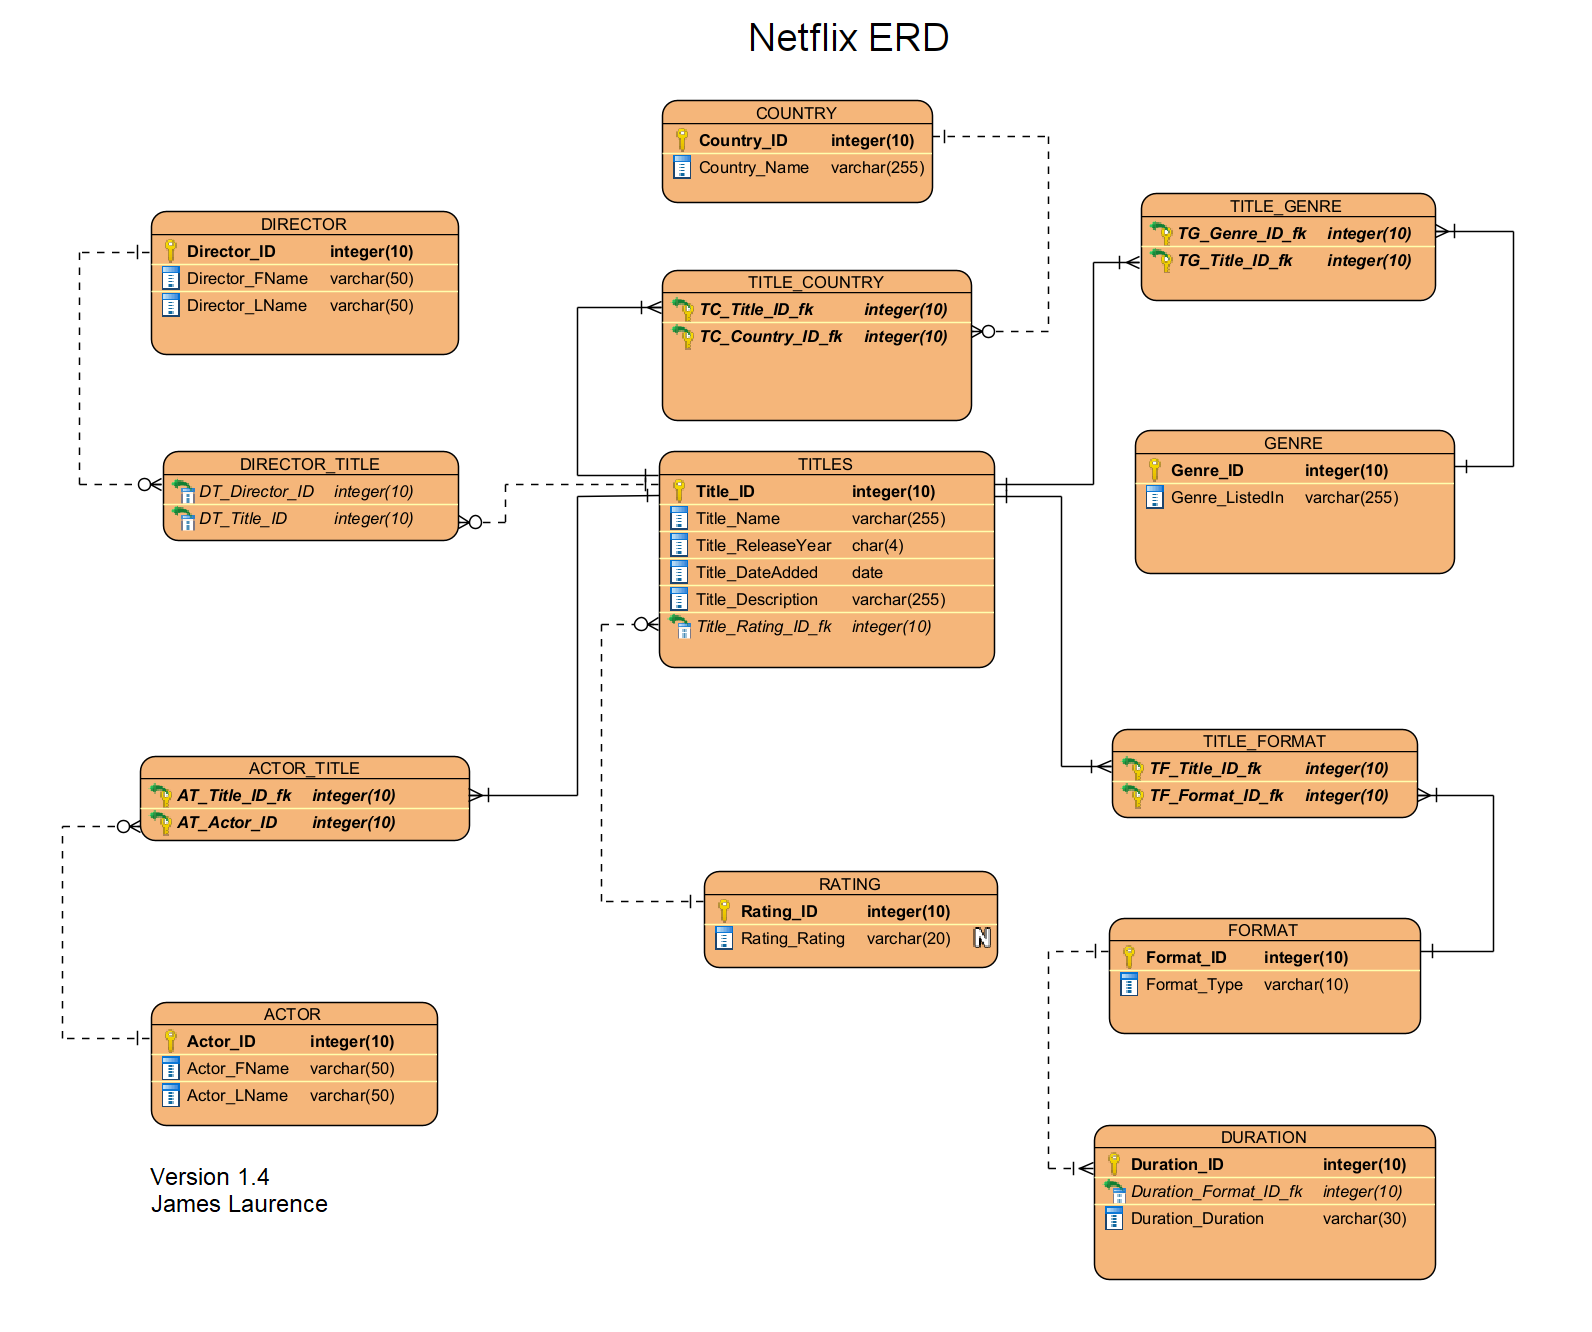 Netflix ERD
COUNTRY
Country_ID integer(10)
Country_Name varchar(255)
DIRECTOR
Director_ID integer(10)
Director_FName varchar(50)
Director_LName varchar(50)
TITLE_GENRE
TG_Genre_ID_fk integer(10)
TG_Title_ID_fk integer(10)
TITLE_COUNTRY
TC_Title_ID_fk integer(10)
TC_Country_ID_fk integer(10)
DIRECTOR_TITLE
DT_Director_ID integer(10)
DT_Title_ID integer(10)
TITLES
Title_ID integer(10)
Title_Name varchar(255)
Title_ReleaseYear char(4)
Title_DateAdded date
Title_Description varchar(255)
Title_Rating_ID_fk integer(10)
GENRE
Genre_ID integer(10)
Genre_ListedIn varchar(255)
ACTOR_TITLE
AT_Title_ID_fk integer(10)
AT_Actor_ID integer(10)
TITLE_FORMAT
TF_Title_ID_fk integer(10)
TF_Format_ID_fk integer(10)
RATING
Rating_ID integer(10)
Rating_Rating varchar(20) N
FORMAT
Format_ID integer(10)
Format_Type varchar(10)
ACTOR
Actor_ID integer(10)
Actor_FName varchar(50)
Actor_LName varchar(50)
DURATION
Duration_ID integer(10)
Duration_Format_ID_fk integer(10)
Duration_Duration varchar(30)
Version 1.4
James Laurence